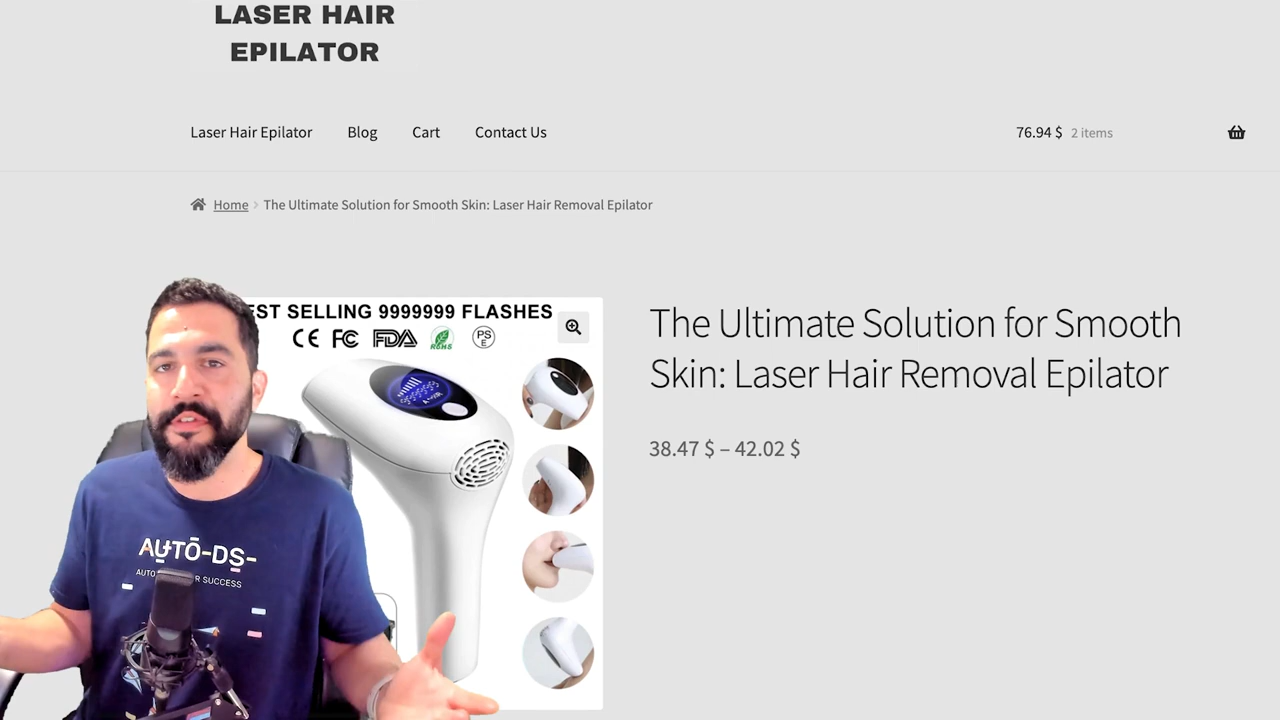 LASER HAIR
EPILATOR
Laser Hair Epilator Blog Cart Contact Us 76.94 $ 2 items
Home > The Ultimate Solution for Smooth Skin: Laser Hair Removal Epilator
EST SELLING 9999999 FLASHES
CE FC FDA RoHS PS
E
The Ultimate Solution for Smooth
Skin: Laser Hair Removal Epilator
38.47 $ – 42.02 $
AUTO-DS-
AUTO R SUCCESS